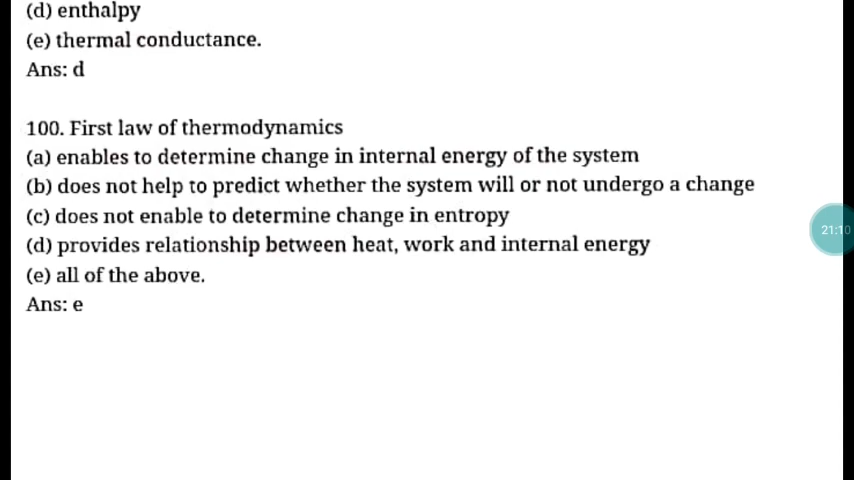 (d) enthalpy
(e) thermal conductance.
Ans: d
100. First law of thermodynamics
(a) enables to determine change in internal energy of the system
(b) does not help to predict whether the system will or not undergo a change
(c) does not enable to determine change in entropy
(d) provides relationship between heat, work and internal energy
(e) all of the above.
Ans: e
21:10